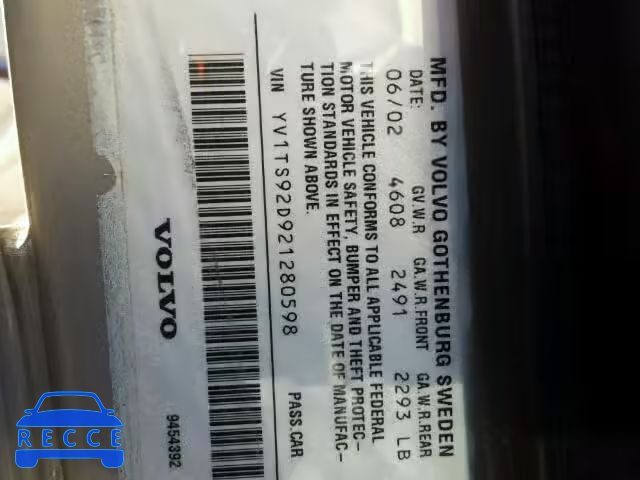 MFD. BY VOLVO GOTHENBURG SWEDEN
DATE: GV.W.R GA.W.R.FRONT GA.W.R.REAR
06/02 4608 2491 2293 LB
THIS VEHICLE CONFORMS TO ALL APPLICABLE FEDERAL
MOTOR VEHICLE SAFETY, BUMPER AND THEFT PROTEC-
TION STANDARDS IN EFFECT ON THE DATE OF MANUFAC-
TURE SHOWN ABOVE.
VIN YV1TS92D921280598 PASS.CAR
VOLVO 9454392
RECCE